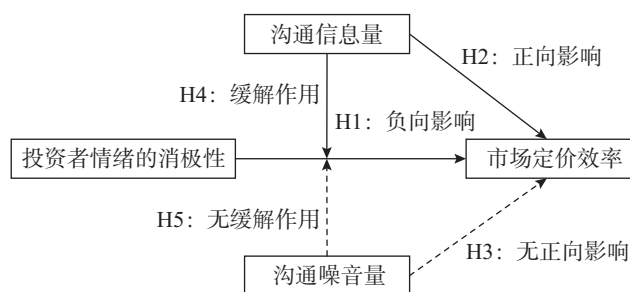 沟通信息量
H2：正向影响
H4：缓解作用
H1：负向影响
投资者情绪的消极性
市场定价效率
H5：无缓解作用
H3：无正向影响
沟通噪音量